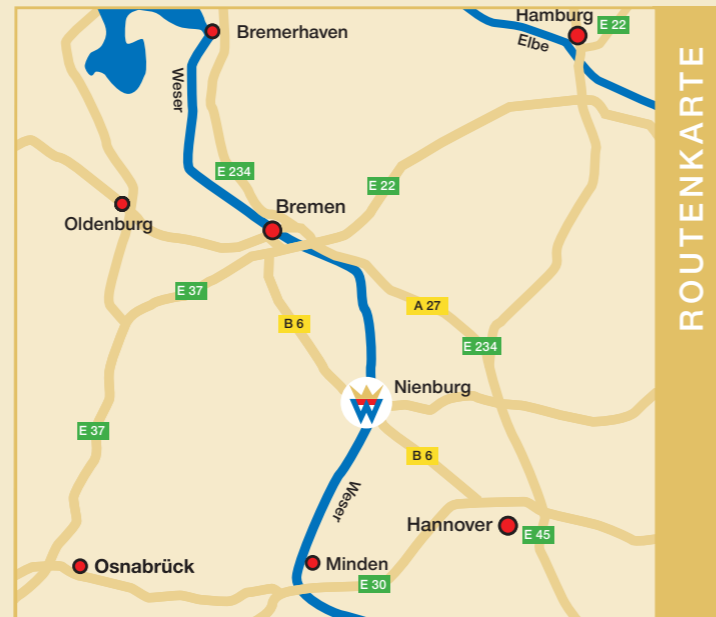 Hamburg
E 22
Elbe
Bremerhaven
Weser
E 234
E 22
Bremen
Oldenburg
E 37
A 27
B 6
E 234
Nienburg
W
E 37
B 6
Weser
Hannover
E 45
Osnabrück
Minden
E 30
ROUTENKARTE